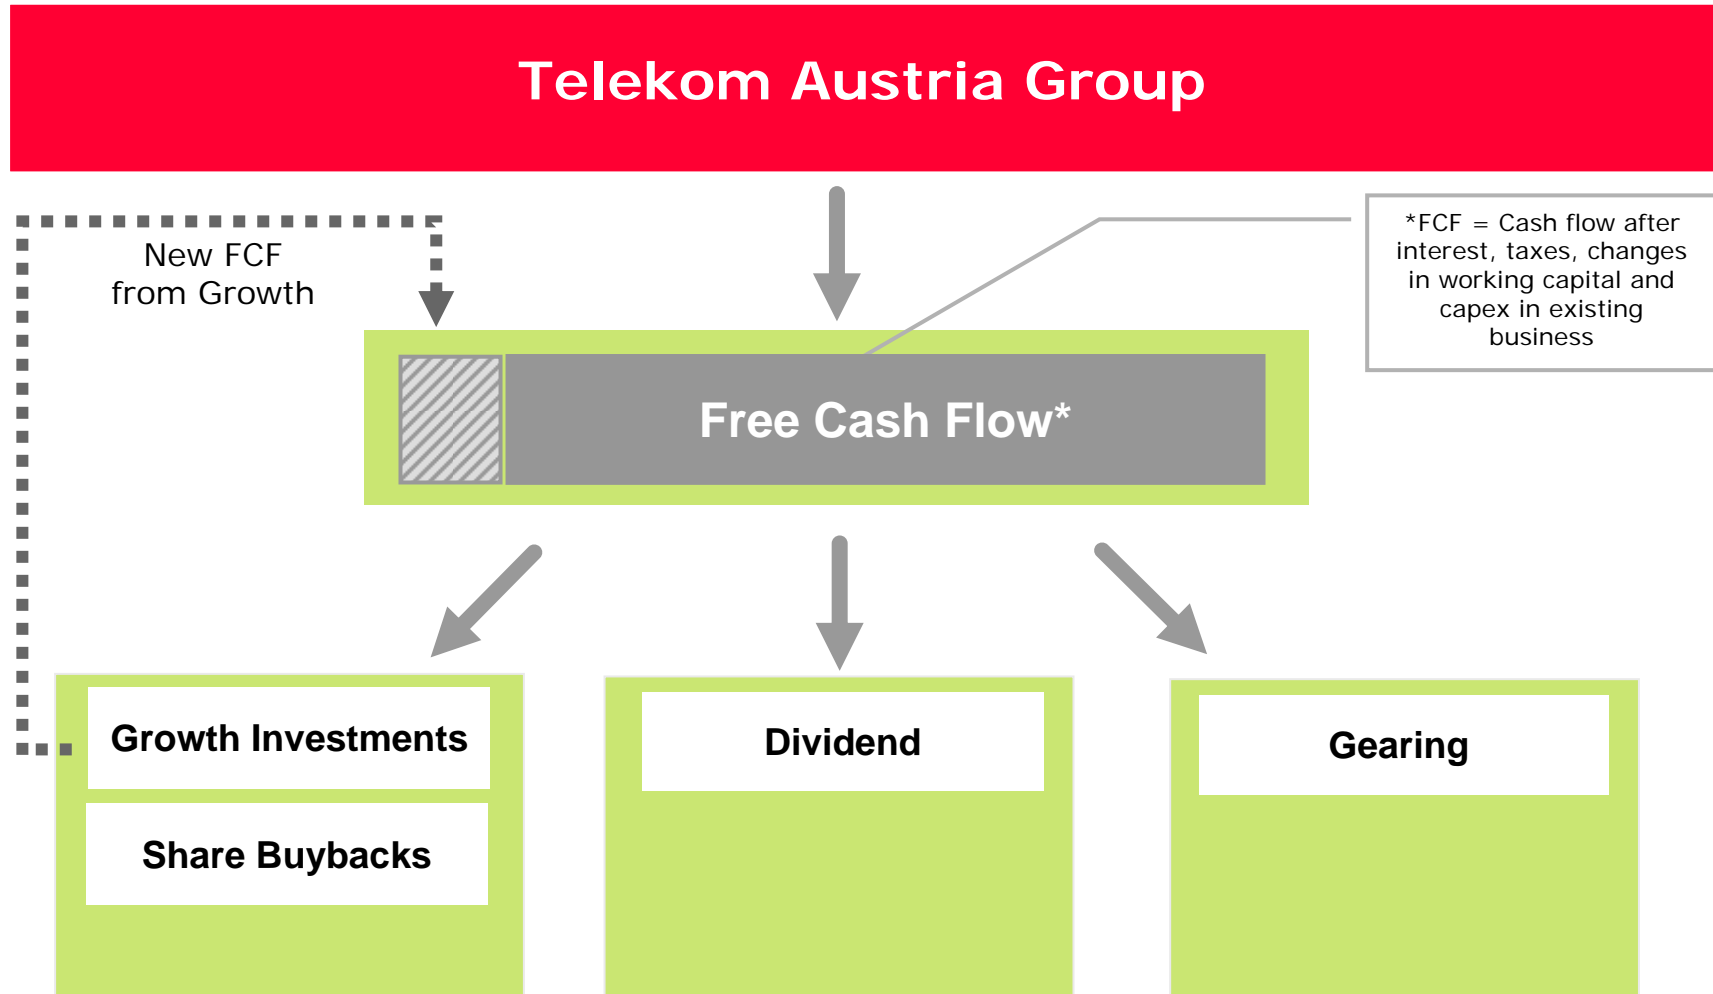 Telekom Austria Group
New FCF
from Growth
*FCF = Cash flow after
interest, taxes, changes
in working capital and
capex in existing
business
Free Cash Flow*
Growth Investments
Share Buybacks
Dividend
Gearing